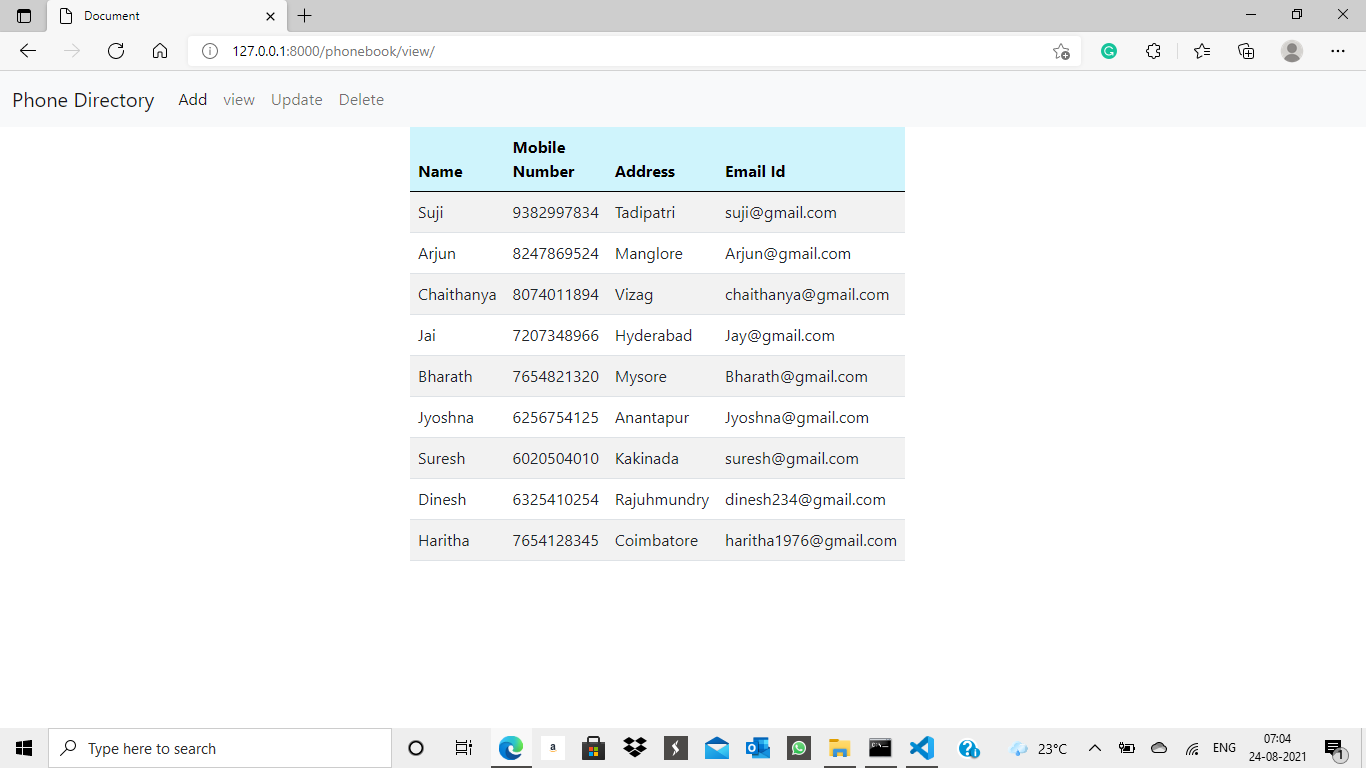 Document
127.0.0.1:8000/phonebook/view/
Phone Directory Add view Update Delete
Name Mobile Number Address Email Id
Suji 9382997834 Tadipatri suji@gmail.com
Arjun 8247869524 Manglore Arjun@gmail.com
Chaithanya 8074011894 Vizag chaithanya@gmail.com
Jai 7207348966 Hyderabad Jay@gmail.com
Bharath 7654821320 Mysore Bharath@gmail.com
Jyoshna 6256754125 Anantapur Jyoshna@gmail.com
Suresh 6020504010 Kakinada suresh@gmail.com
Dinesh 6325410254 Rajuhmundry dinesh234@gmail.com
Haritha 7654128345 Coimbatore haritha1976@gmail.com
Type here to search a 23°C ENG 07:04
24-08-2021 1